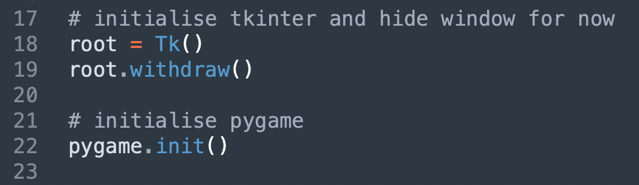 17 # initialise tkinter and hide window for now
18 root = Tk()
19 root.withdraw()
20
21 # initialise pygame
22 pygame.init()
23